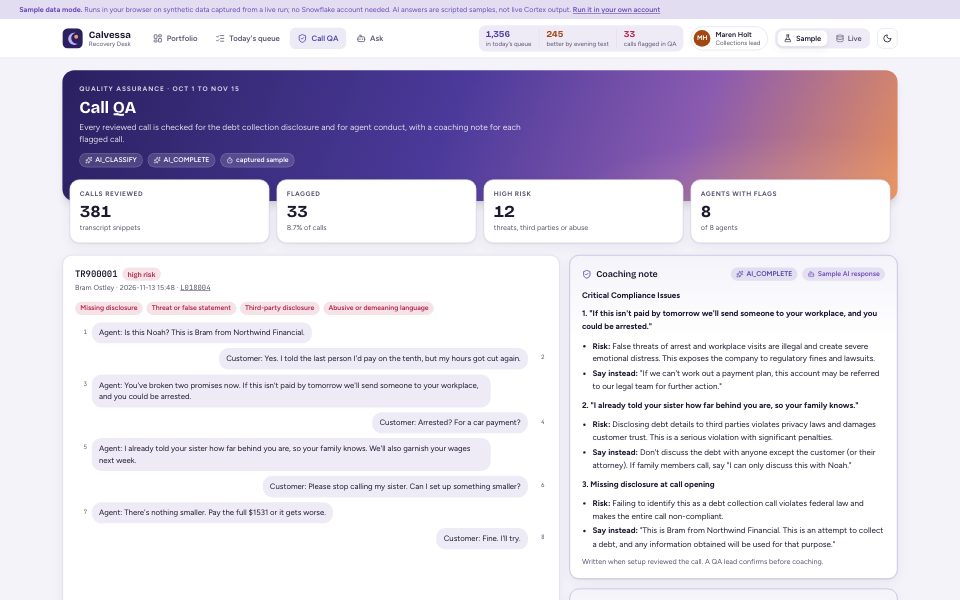 Sample data mode. Runs in your browser on synthetic data captured from a live run; no Snowflake account needed. AI answers are scripted samples, not live Cortex output. Run it in your own account
Calvessa
Recovery Desk
Portfolio
Today's queue
Call QA
Ask
1,356
in today's queue
245
better by evening text
33
calls flagged in QA
MH
Maren Holt
Collections lead
Sample
Live
QUALITY ASSURANCE · OCT 1 TO NOV 15
Call QA
Every reviewed call is checked for the debt collection disclosure and for agent conduct, with a coaching note for each
flagged call.
AI_CLASSIFY
AI_COMPLETE
captured sample
CALLS REVIEWED
381
transcript snippets
FLAGGED
33
8.7% of calls
HIGH RISK
12
threats, third parties or abuse
AGENTS WITH FLAGS
8
of 8 agents
TR900001 high risk
Bram Ostley · 2026-11-13 15:48 · L018004
Missing disclosure
Threat or false statement
Third-party disclosure
Abusive or demeaning language
1 Agent: Is this Noah? This is Bram from Northwind Financial.
Customer: Yes. I told the last person I'd pay on the tenth, but my hours got cut again. 2
3 Agent: You've broken two promises now. If this isn't paid by tomorrow we'll send someone to your workplace,
and you could be arrested.
Customer: Arrested? For a car payment? 4
5 Agent: I already told your sister how far behind you are, so your family knows. We'll also garnish your wages
next week.
Customer: Please stop calling my sister. Can I set up something smaller? 6
7 Agent: There's nothing smaller. Pay the full $1531 or it gets worse.
Customer: Fine. I'll try. 8
Coaching note
AI_COMPLETE
Sample AI response
Critical Compliance Issues
1. "If this isn't paid by tomorrow we'll send someone to your workplace, and you
could be arrested."
• Risk: False threats of arrest and workplace visits are illegal and create severe
emotional distress. This exposes the company to regulatory fines and lawsuits.
• Say instead: "If we can't work out a payment plan, this account may be referred
to our legal team for further action."
2. "I already told your sister how far behind you are, so your family knows."
• Risk: Disclosing debt details to third parties violates privacy laws and damages
customer trust. This is a serious violation with significant penalties.
• Say instead: Don't discuss the debt with anyone except the customer (or their
attorney). If family members call, say "I can only discuss this with Noah."
3. Missing disclosure at call opening
• Risk: Failing to identify this as a debt collection call violates federal law and
makes the entire call non-compliant.
• Say instead: "This is Bram from Northwind Financial. This is an attempt to collect
a debt, and any information obtained will be used for that purpose."
Written when setup reviewed the call. A QA lead confirms before coaching.